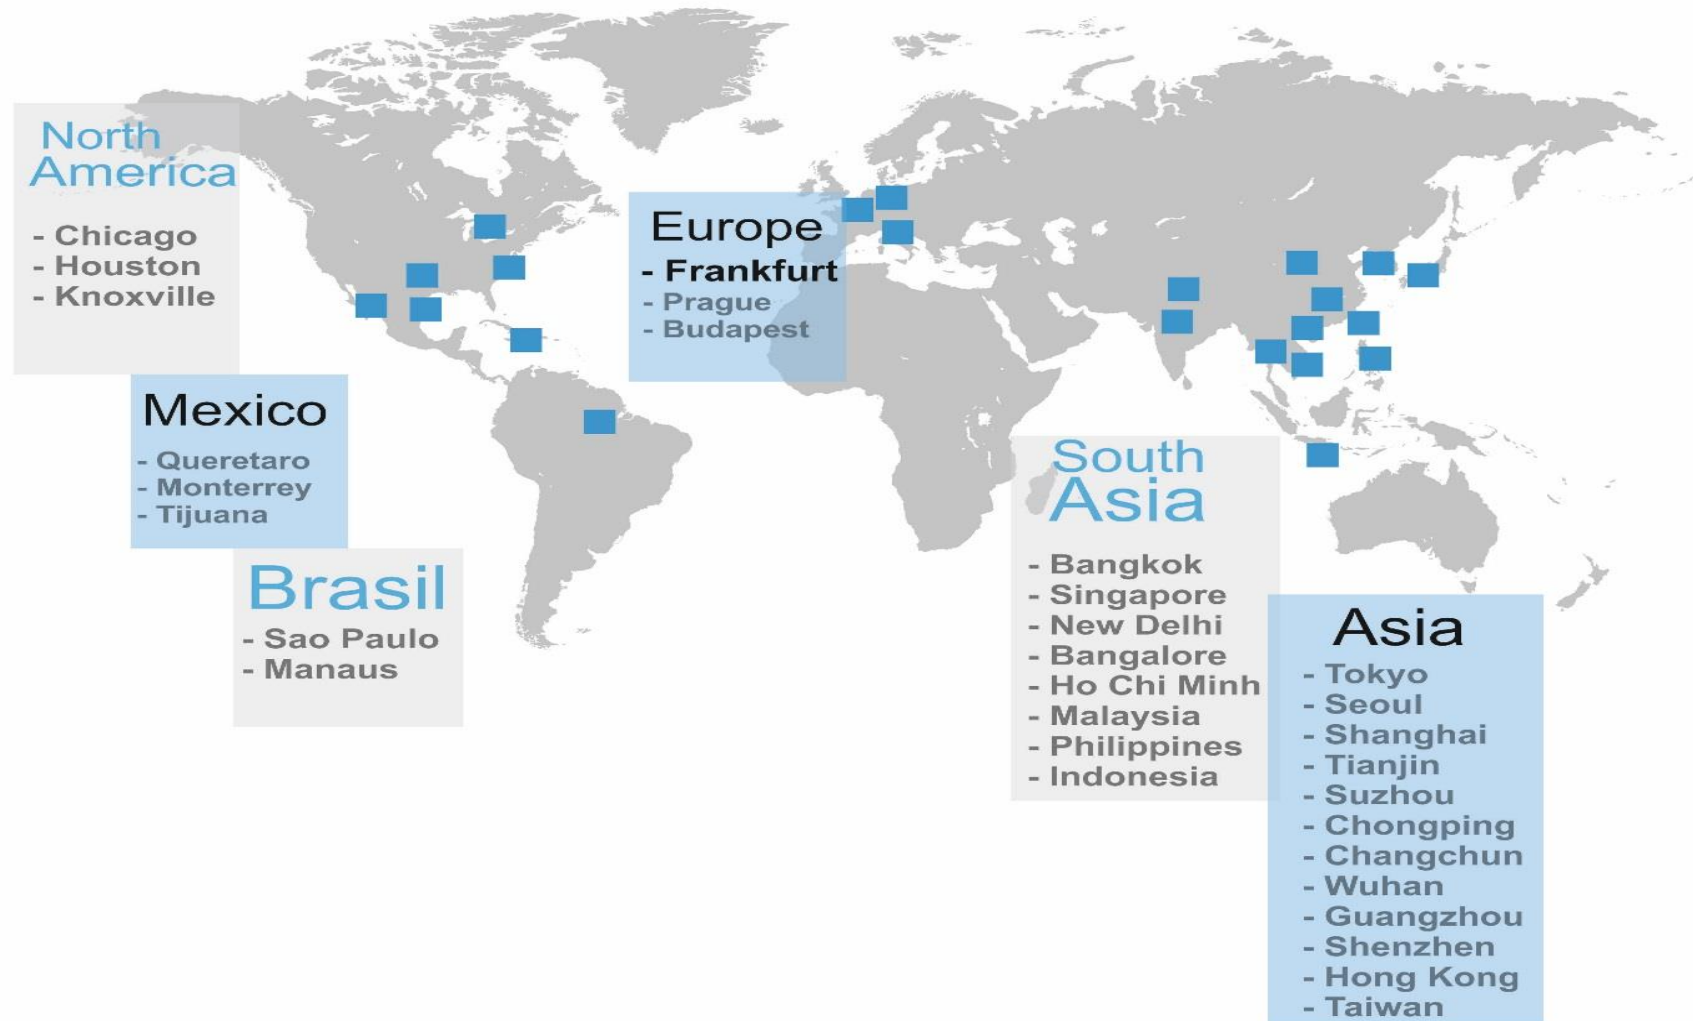 North
America
- Chicago
- Houston
- Knoxville
Mexico
- Queretaro
- Monterrey
- Tijuana
Brasil
- Sao Paulo
- Manaus
Europe
- Frankfurt
- Prague
- Budapest
South
Asia
- Bangkok
- Singapore
- New Delhi
- Bangalore
- Ho Chi Minh
- Malaysia
- Philippines
- Indonesia
Asia
- Tokyo
- Seoul
- Shanghai
- Tianjin
- Suzhou
- Chongping
- Changchun
- Wuhan
- Guangzhou
- Shenzhen
- Hong Kong
- Taiwan